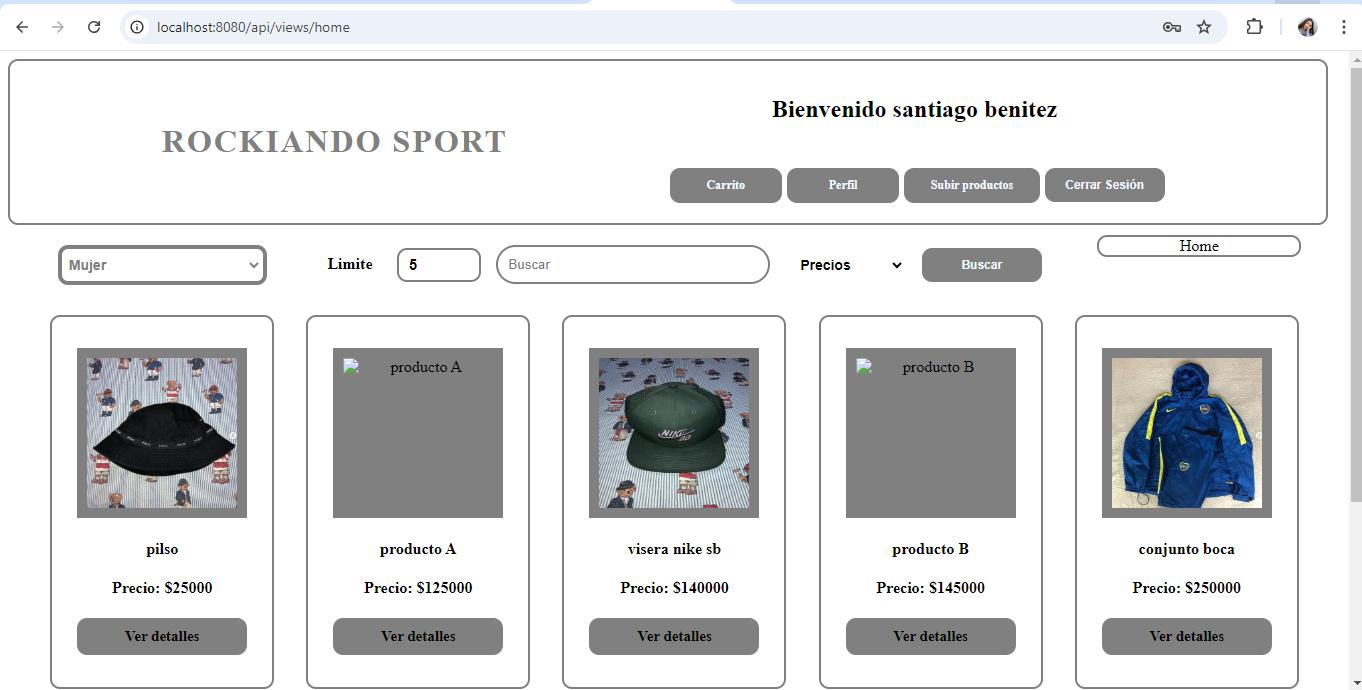 localhost:8080/api/views/home
ROCKIANDO SPORT
Bienvenido santiago benitez
Carrito Perfil Subir productos Cerrar Sesión
Home
Mujer Limite 5 Buscar Precios Buscar
producto A producto B
NIKE
pilso producto A visera nike sb producto B conjunto boca
Precio: $25000 Precio: $125000 Precio: $140000 Precio: $145000 Precio: $250000
Ver detalles Ver detalles Ver detalles Ver detalles Ver detalles